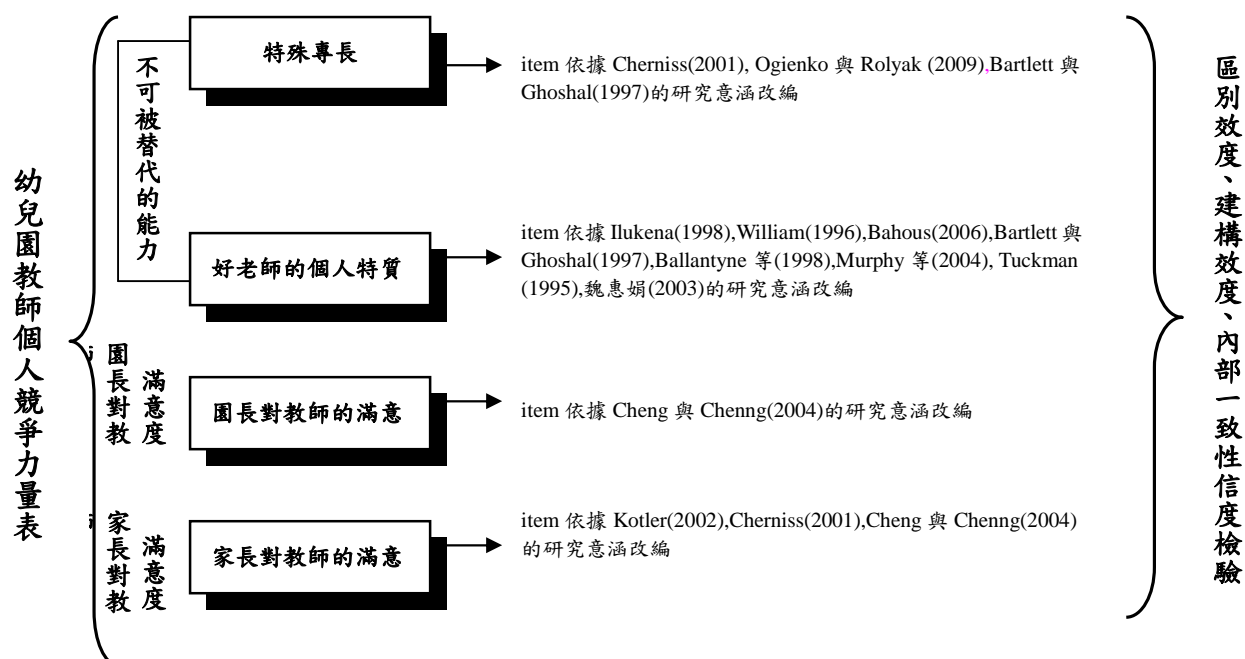 幼兒園教師個人競爭力量表
不可被替代的能力
特殊專長
item 依據 Cherniss(2001), Ogienko 與 Rolyak (2009),Bartlett 與
Ghoshal(1997)的研究意涵改編
好老師的個人特質
item 依據 Ilukena(1998),William(1996),Bahous(2006),Bartlett 與
Ghoshal(1997),Ballantyne 等(1998),Murphy 等(2004), Tuckman
(1995),魏惠娟(2003)的研究意涵改編
園長對教
滿意度
園長對教師的滿意
item 依據 Cheng 與 Chenng(2004)的研究意涵改編
家長對教
滿意度
家長對教師的滿意
item 依據 Kotler(2002),Cherniss(2001),Cheng 與 Chenng(2004)
的研究意涵改編
區別效度、建構效度、內部一致性信度檢驗